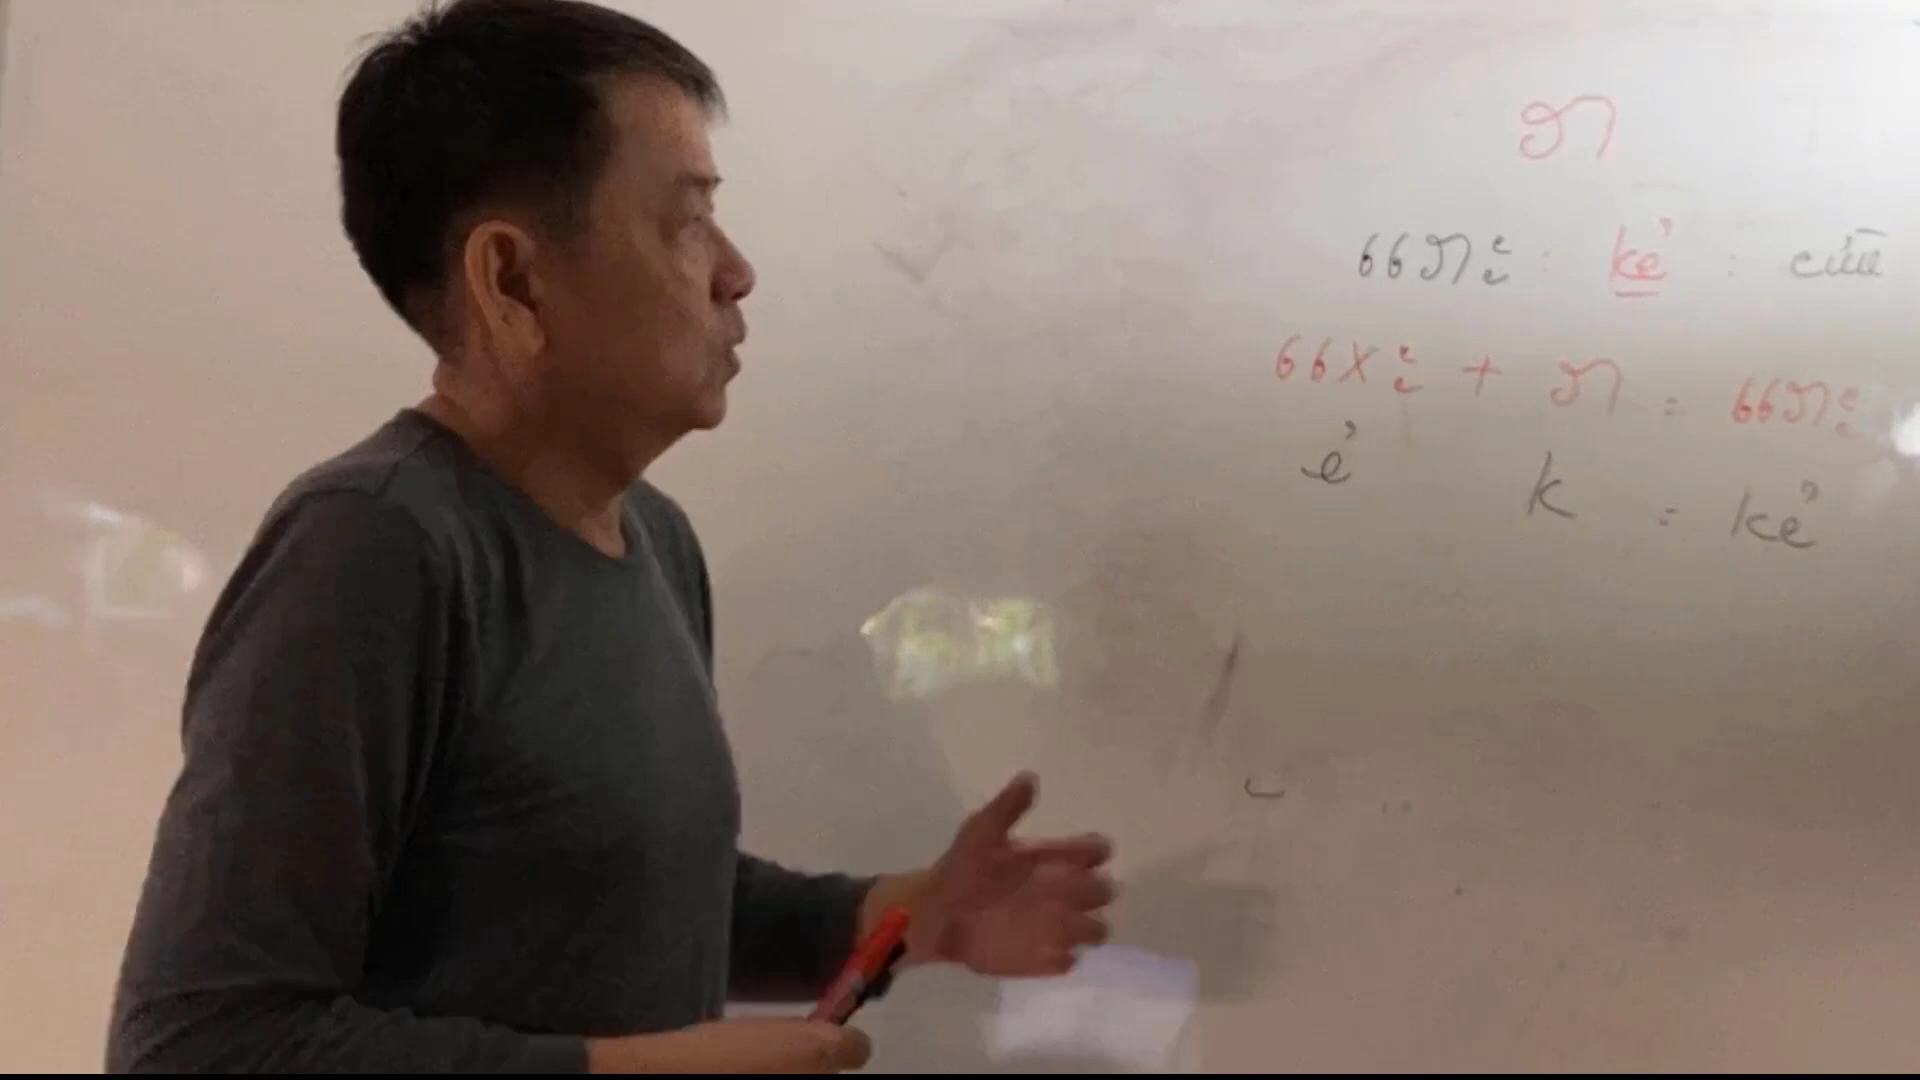 ກ
ແກະ : kẻ : cừu
ແxະ + ກ = ແກະ
ẻ k = kẻ